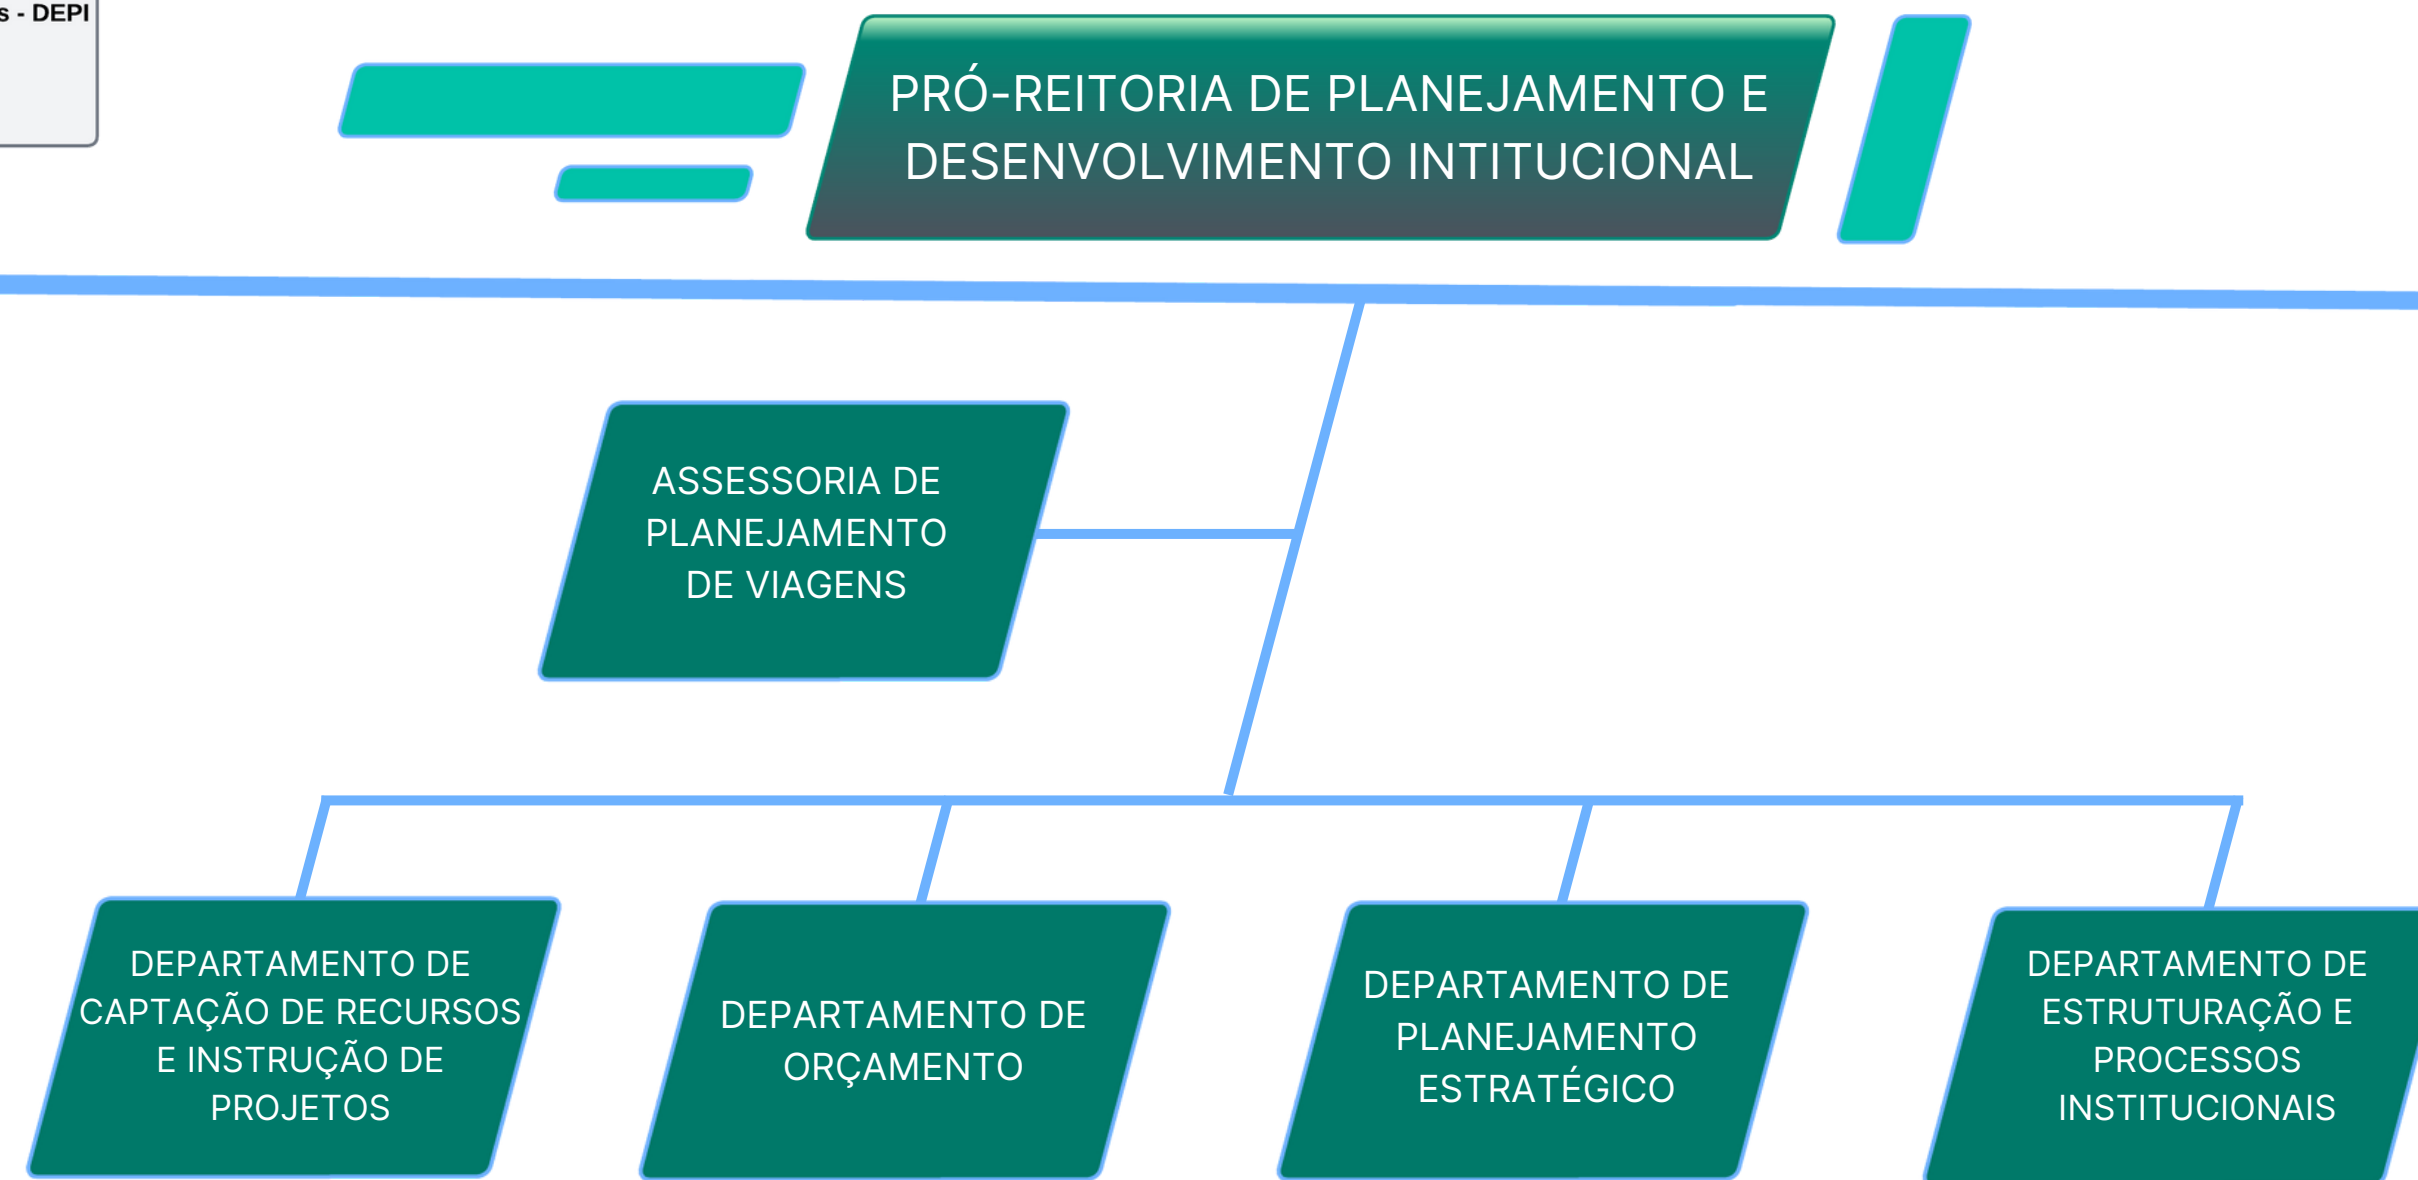 s - DEPI
PRÓ-REITORIA DE PLANEJAMENTO E
DESENVOLVIMENTO INTITUCIONAL
ASSESSORIA DE
PLANEJAMENTO
DE VIAGENS
DEPARTAMENTO DE
CAPTAÇÃO DE RECURSOS
E INSTRUÇÃO DE
PROJETOS
DEPARTAMENTO DE
ORÇAMENTO
DEPARTAMENTO DE
PLANEJAMENTO
ESTRATÉGICO
DEPARTAMENTO DE
ESTRUTURAÇÃO E
PROCESSOS
INSTITUCIONAIS